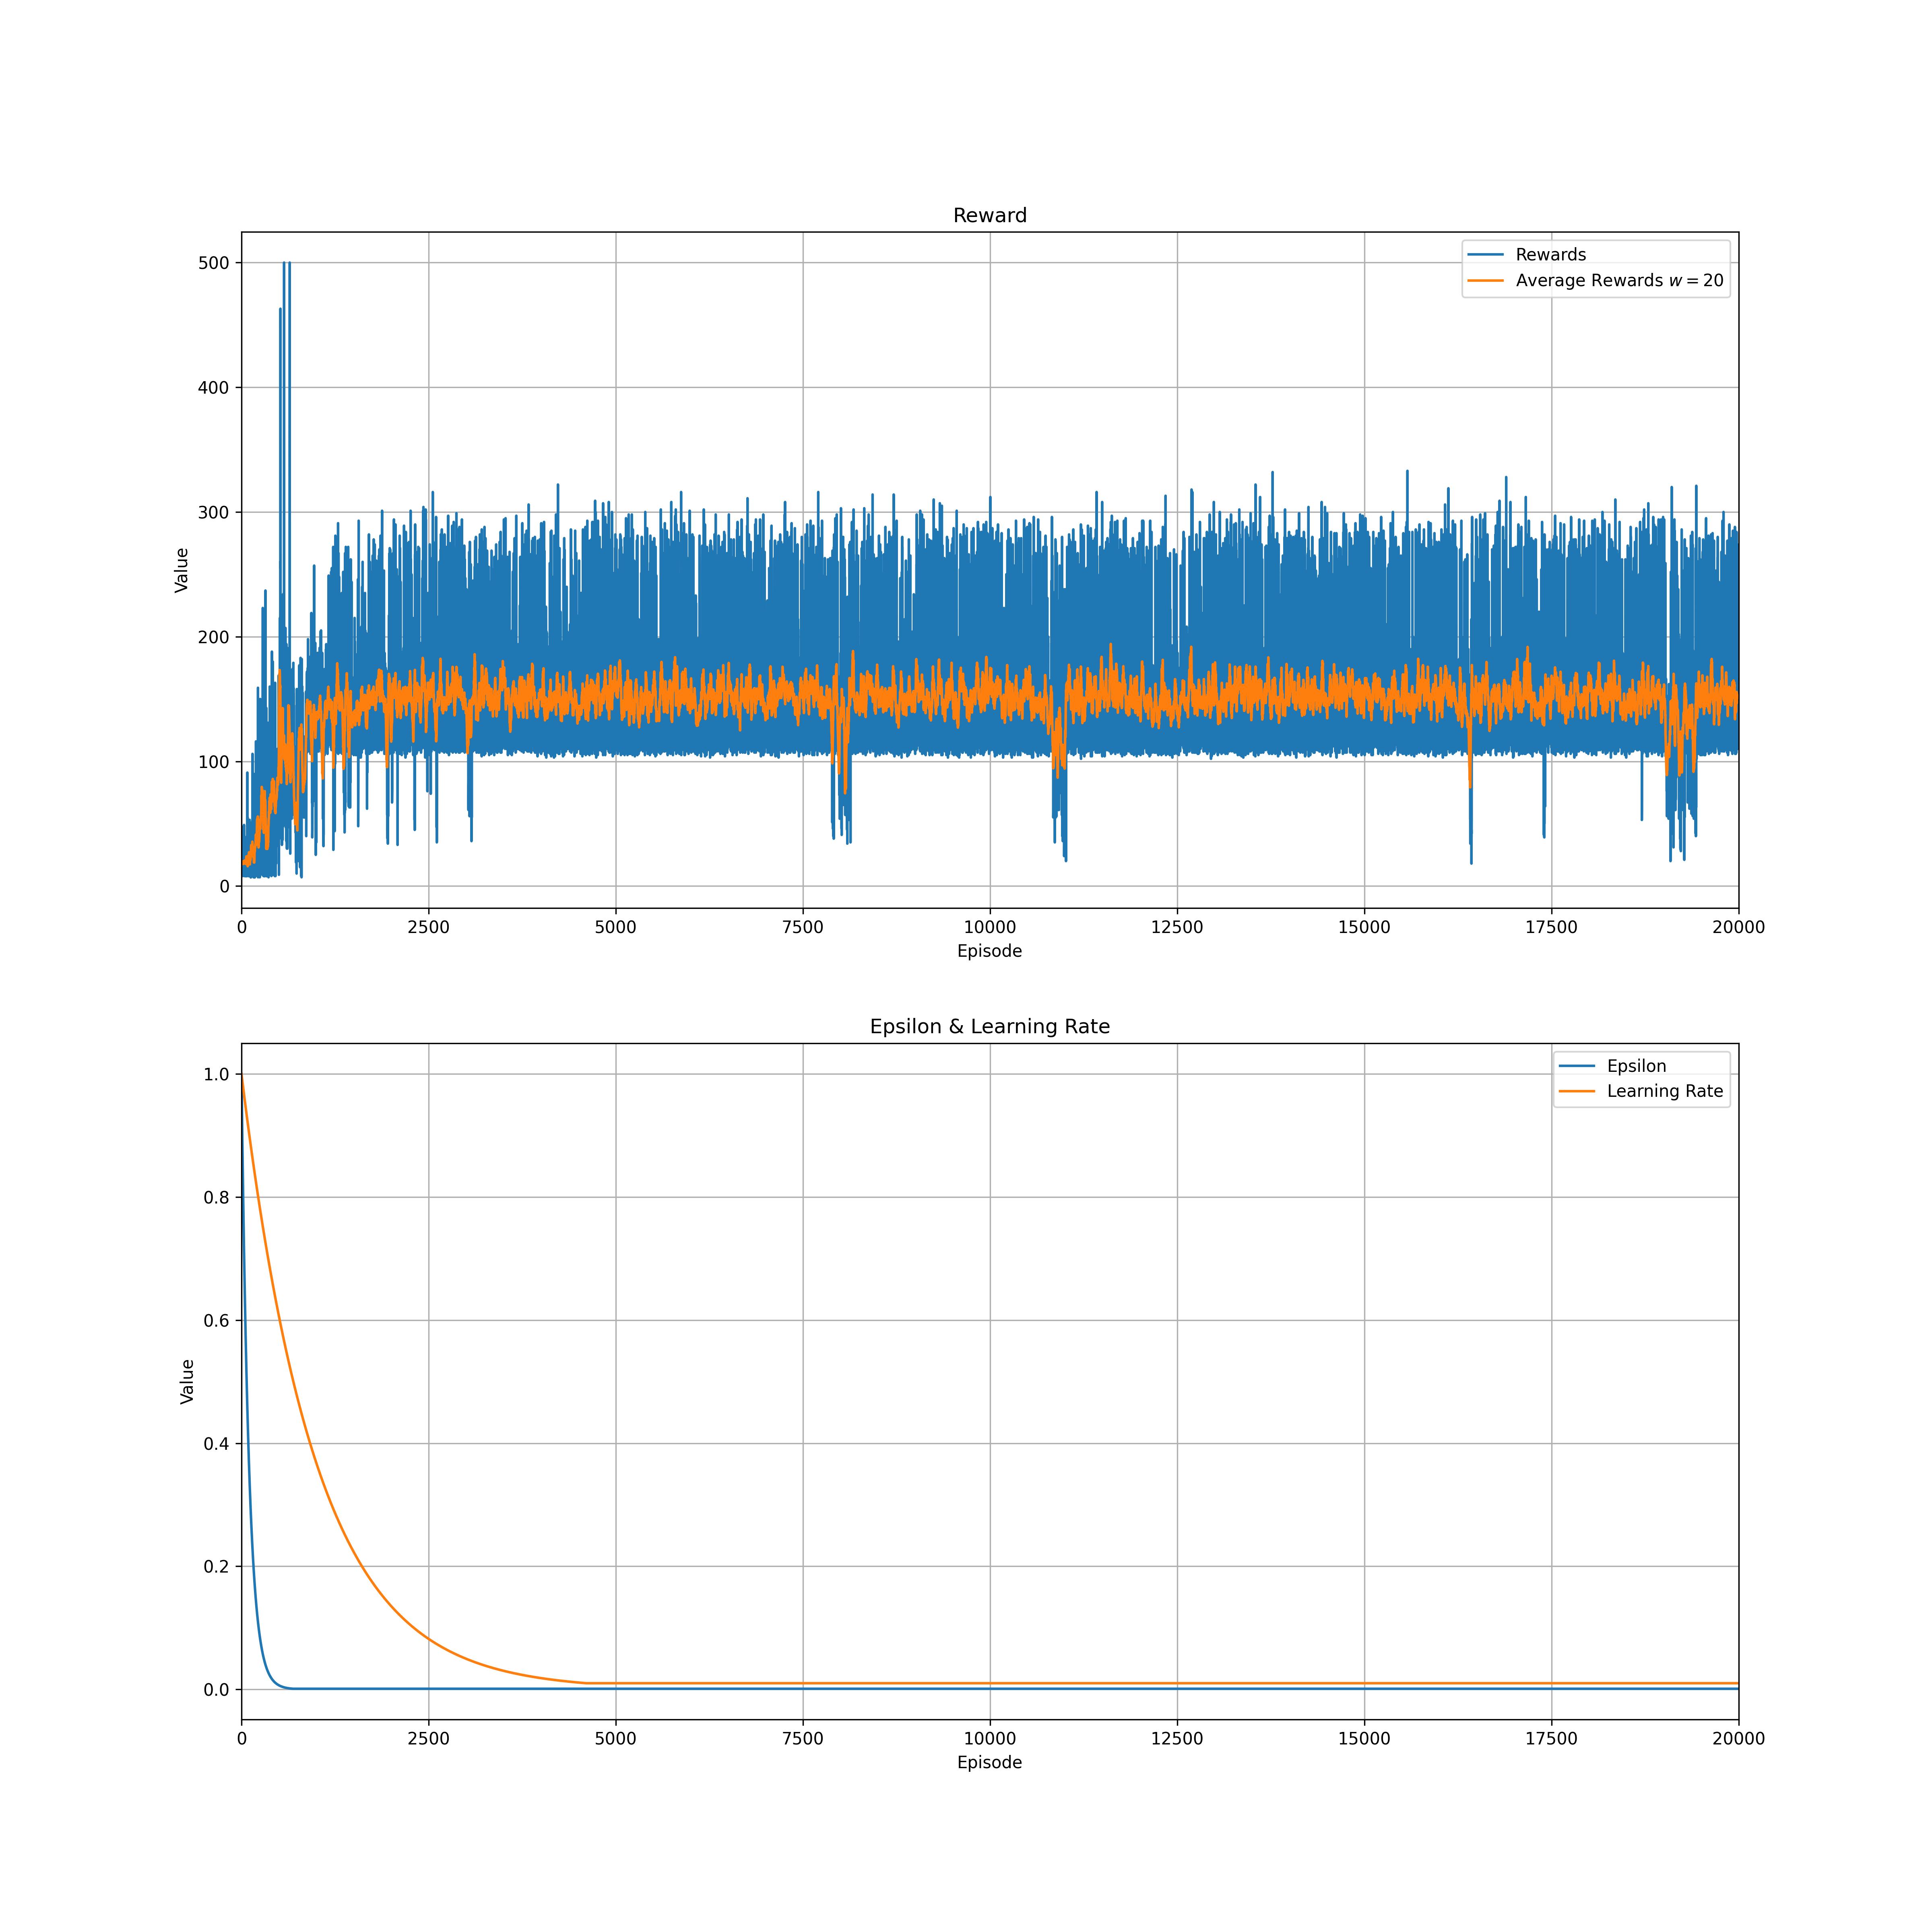 Reward
500
400
300
200
100
0
Value
Rewards
Average Rewards w = 20
0 2500 5000 7500 10000 12500 15000 17500 20000
Episode
Epsilon & Learning Rate
1.0
0.8
0.6
0.4
0.2
0.0
Value
Epsilon
Learning Rate
0 2500 5000 7500 10000 12500 15000 17500 20000
Episode